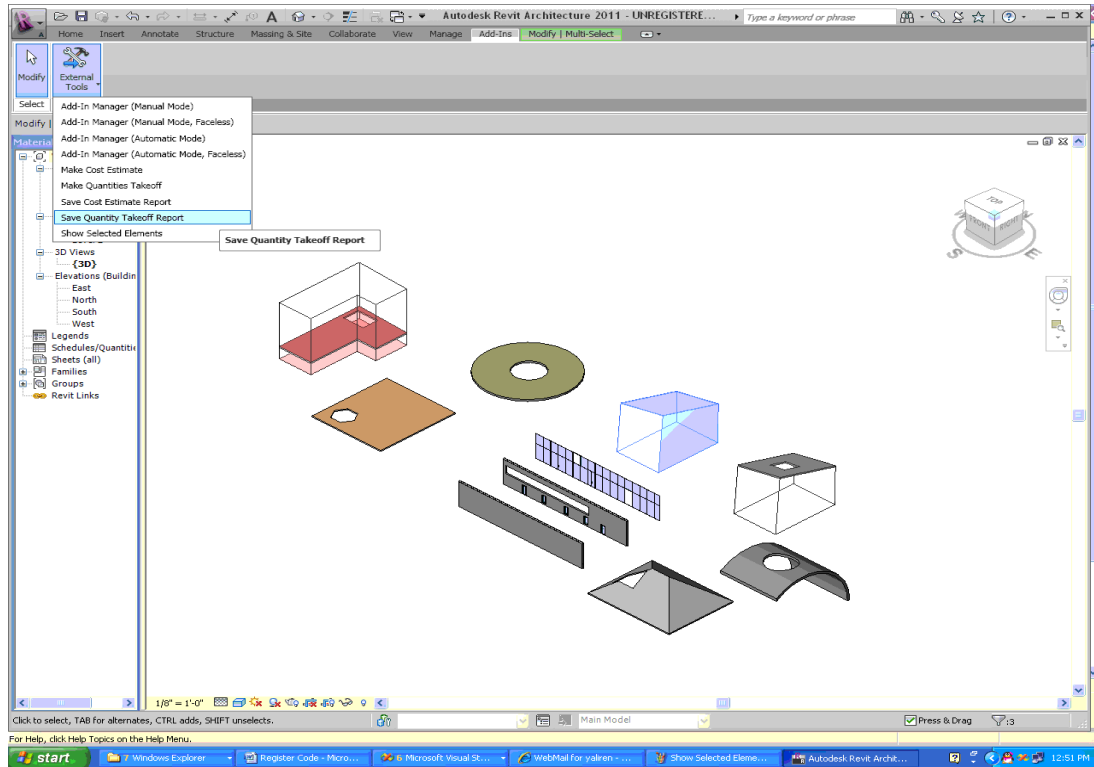 Autodesk Revit Architecture 2011 - UNREGISTERE...
Type a keyword or phrase
Home Insert Annotate Structure Massing & Site Collaborate View Manage Add-Ins Modify | Multi-Select
Modify
External Tools
Select
Add-In Manager (Manual Mode)
Modify |
Add-In Manager (Manual Mode, Faceless)
Add-In Manager (Automatic Mode)
Add-In Manager (Automatic Mode, Faceless)
Make Cost Estimate
Make Quantities Takeoff
Save Cost Estimate Report
Save Quantity Takeoff Report
Show Selected Elements
Save Quantity Takeoff Report
3D Views
{3D}
Elevations (Buildin
East
North
South
West
Legends
Schedules/Quantitie
Sheets (all)
Families
Groups
Revit Links
TOP
FRONT RIGHT
S E
1/8" = 1'-0"
Click to select, TAB for alternates, CTRL adds, SHIFT unselects.
Main Model
Press & Drag
:3
For Help, click Help Topics on the Help Menu.
start
7 Windows Explorer
Register Code - Micro...
6 Microsoft Visual St...
WebMail for yaliren - ...
Show Selected Eleme...
Autodesk Revit Archit...
12:51 PM